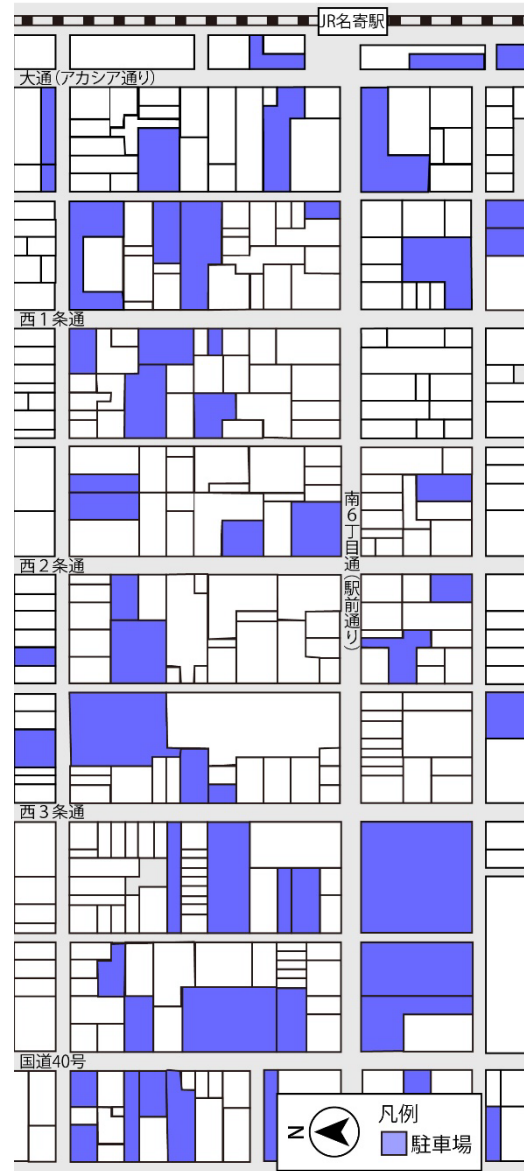 JR名寄駅
大通(アカシア通り)
西1条通
南6丁目通(駅前通り)
西2条通
西3条通
国道40号
N
凡例
駐車場